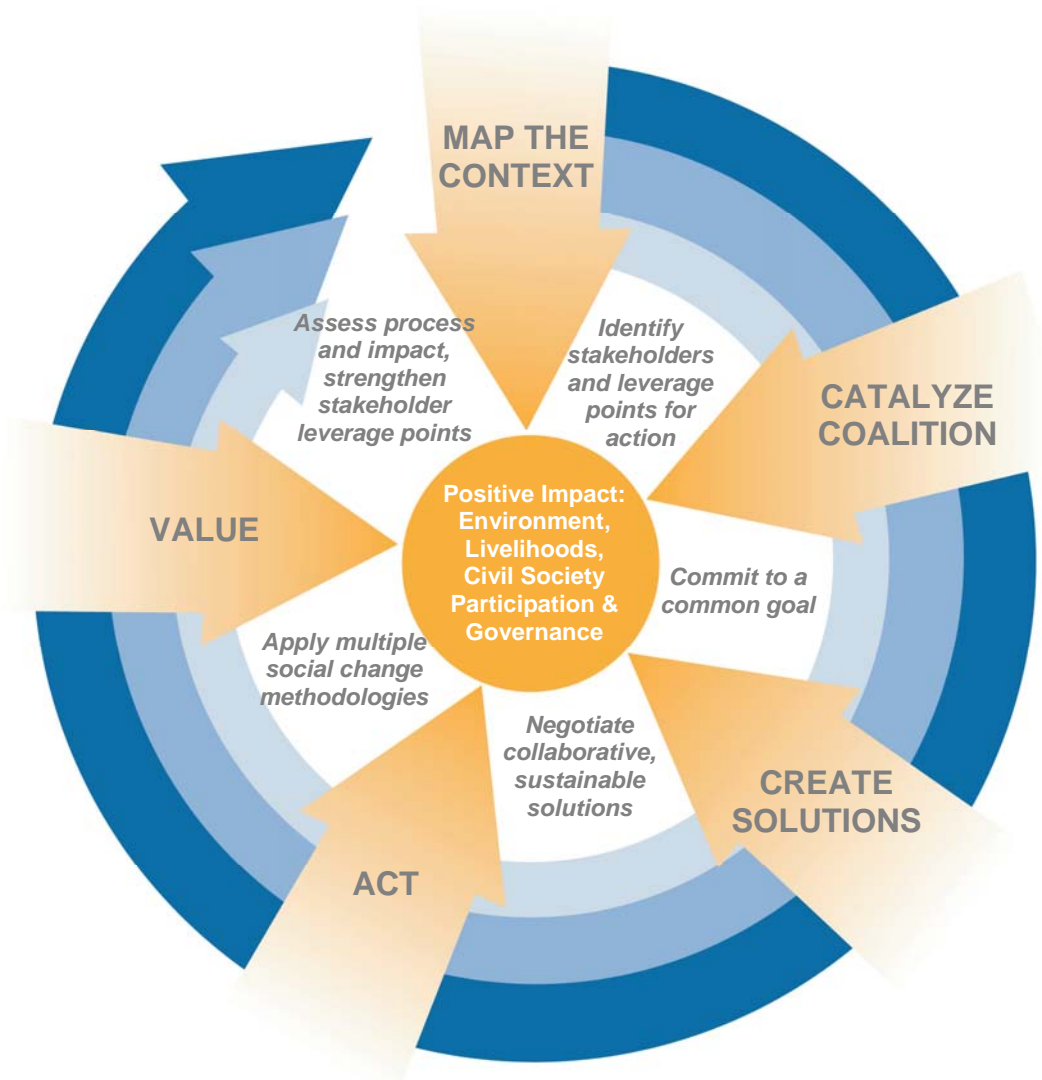 MAP THE
CONTEXT
Identify
stakeholders
and leverage
points for
action
CATALYZE
COALITION
Commit to a
common goal
CREATE
SOLUTIONS
Negotiate
collaborative,
sustainable
solutions
ACT
Apply multiple
social change
methodologies
VALUE
Assess process
and impact,
strengthen
stakeholder
leverage points
Positive Impact:
Environment,
Livelihoods,
Civil Society
Participation &
Governance